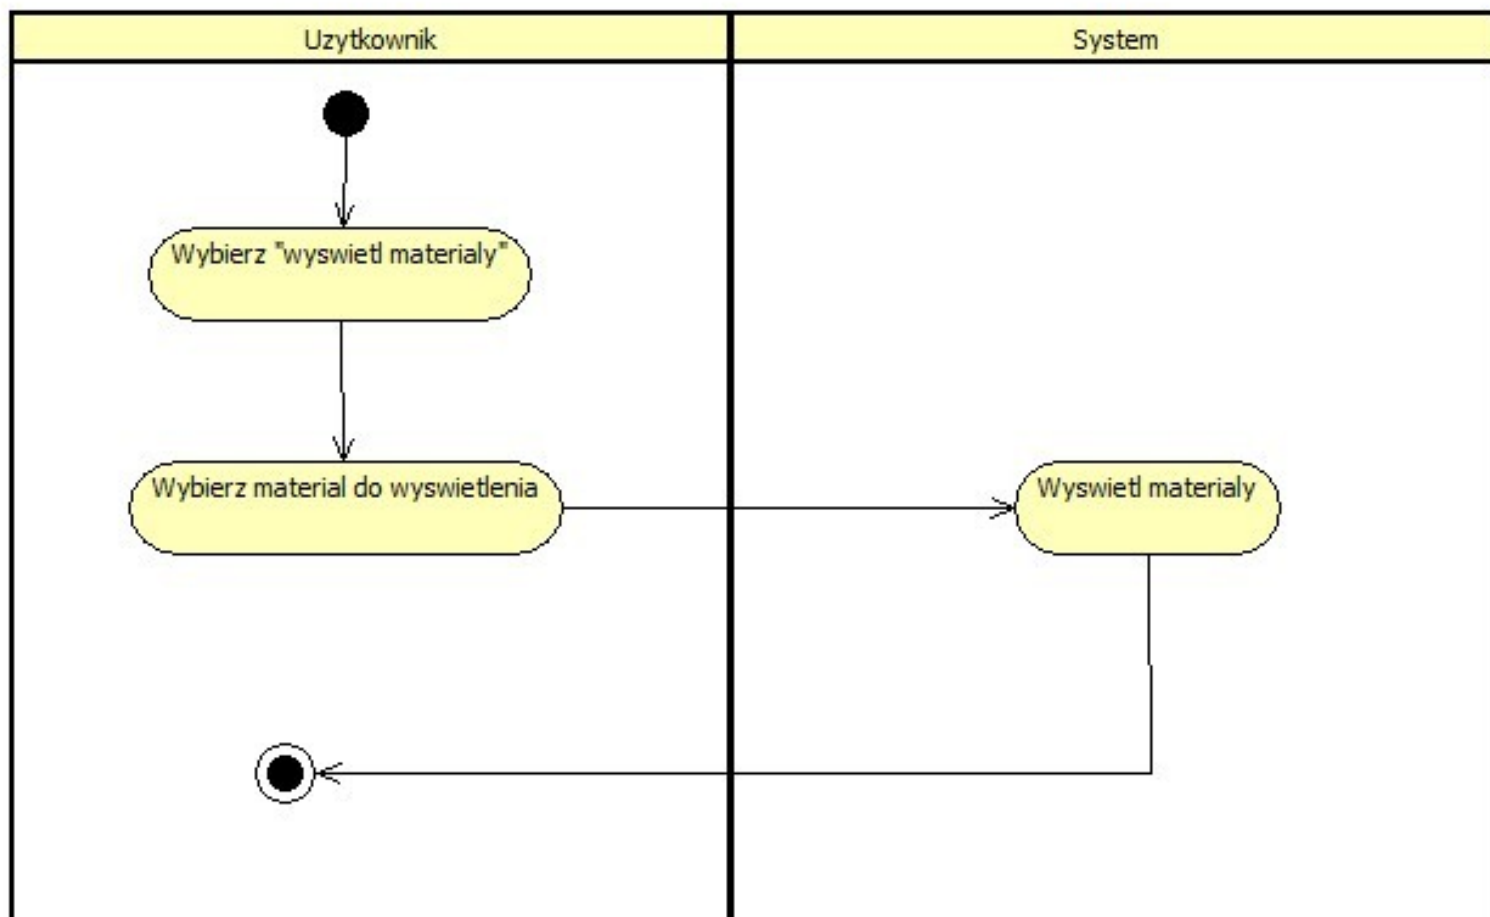 Uzytkownik
System
Wybierz "wyswietl materialy"
Wybierz material do wyswietlenia
Wyswietl materialy